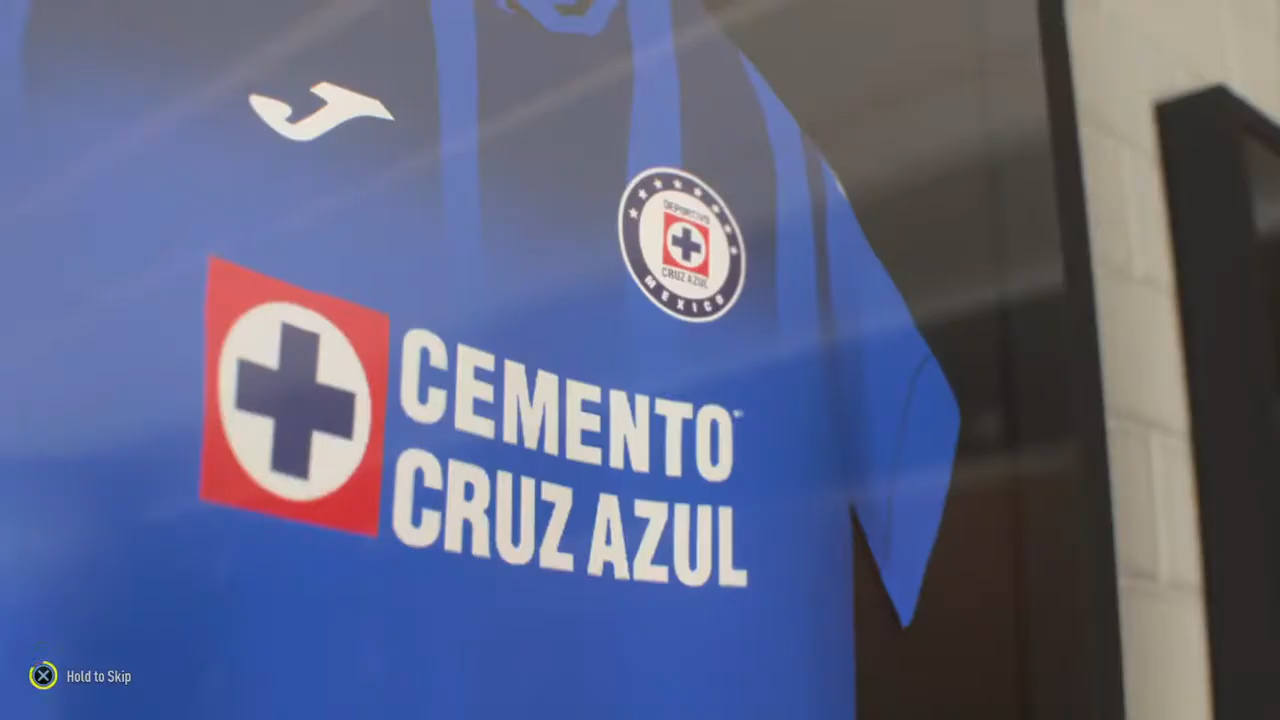 DEPORTIVO
CRUZ AZUL
MEXICO
CEMENTO
CRUZ AZUL
Hold to Skip